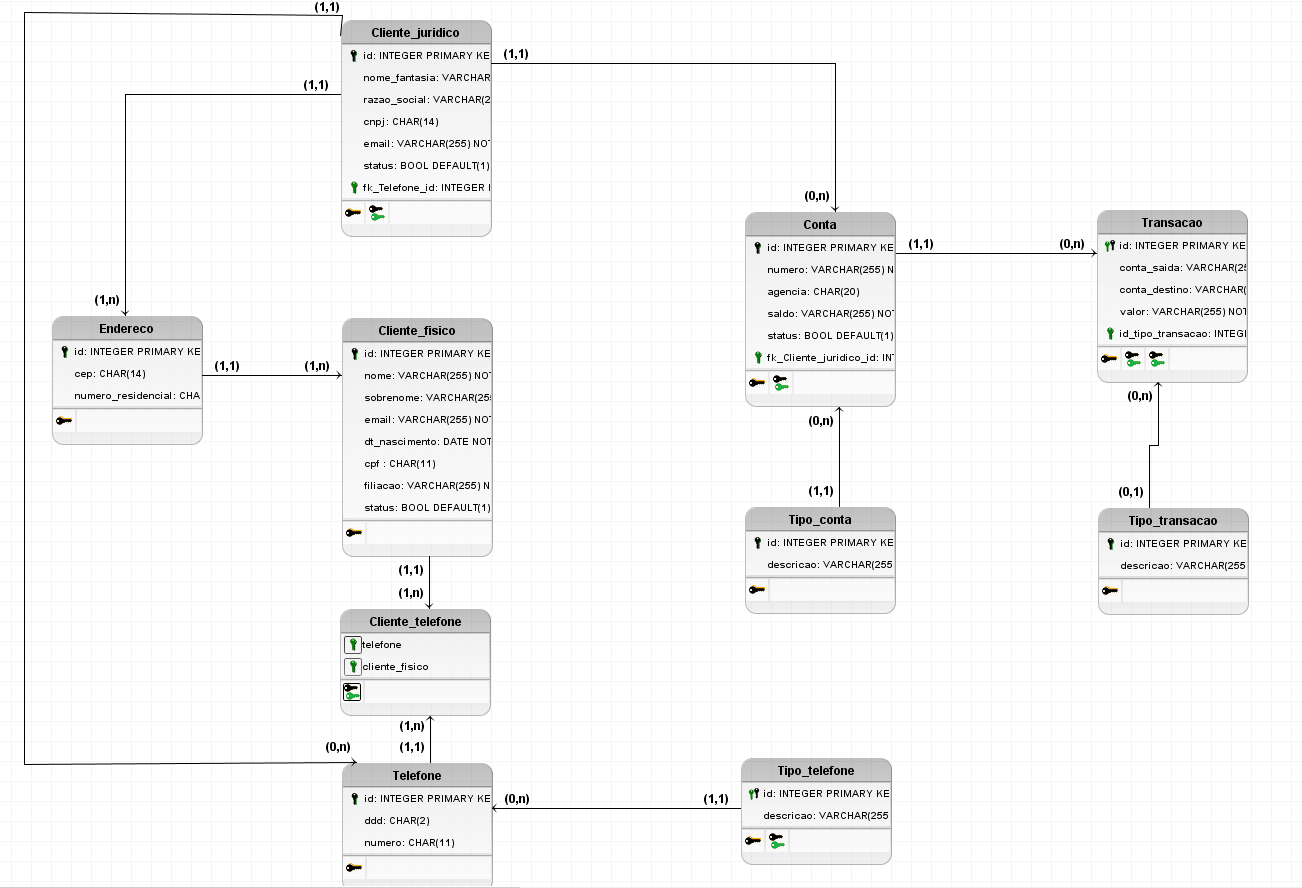 (1,1)
Cliente_juridico
id: INTEGER PRIMARY KE
nome_fantasia: VARCHAR
razao_social: VARCHAR(2
cnpj: CHAR(14)
email: VARCHAR(255) NOT
status: BOOL DEFAULT(1)
fk_Telefone_id: INTEGER
(1,1)
(1,1)
(0,n)
(1,n)
Endereco
id: INTEGER PRIMARY KE
cep: CHAR(14)
numero_residencial: CHA
(1,1)
(1,n)
Cliente_fisico
id: INTEGER PRIMARY KE
nome: VARCHAR(255) NOT
sobrenome: VARCHAR(25
email: VARCHAR(255) NOT
dt_nascimento: DATE NOT
cpf : CHAR(11)
filiacao: VARCHAR(255) N
status: BOOL DEFAULT(1)
Conta
id: INTEGER PRIMARY KE
numero: VARCHAR(255) N
agencia: CHAR(20)
saldo: VARCHAR(255) NOT
status: BOOL DEFAULT(1)
fk_Cliente_juridico_id: INT
(1,1)
(0,n)
Transacao
id: INTEGER PRIMARY KE
conta_saida: VARCHAR(25
conta_destino: VARCHAR(
valor: VARCHAR(255) NOT
id_tipo_transacao: INTEG
(0,n)
(1,1)
Tipo_conta
id: INTEGER PRIMARY KE
descricao: VARCHAR(255
(0,n)
(0,1)
Tipo_transacao
id: INTEGER PRIMARY KE
descricao: VARCHAR(255
(1,1)
(1,n)
Cliente_telefone
telefone
cliente_fisico
(1,n)
(0,n)
(1,1)
Telefone
id: INTEGER PRIMARY KE
ddd: CHAR(2)
numero: CHAR(11)
(0,n)
(1,1)
Tipo_telefone
id: INTEGER PRIMARY KE
descricao: VARCHAR(255